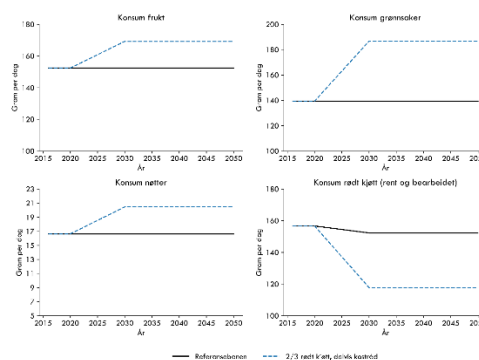 Konsum frukt
180
160
140
120
100
Gram per dag
2015 2020 2025 2030 2035 2040 2045 2050
År
Konsum grønnsaker
200
180
160
140
120
100
Gram per dag
2015 2020 2025 2030 2035 2040 2045
År
Konsum nøtter
23
21
19
17
15
13
11
9
7
5
Gram per dag
2015 2020 2025 2030 2035 2040 2045 2050
År
Konsum rødt kjøtt (rent og bearbeidet)
180
160
140
120
100
Gram per dag
2015 2020 2025 2030 2035 2040 2045
År
Referansebanen
2/3 rødt kjøtt, delvis kostråd